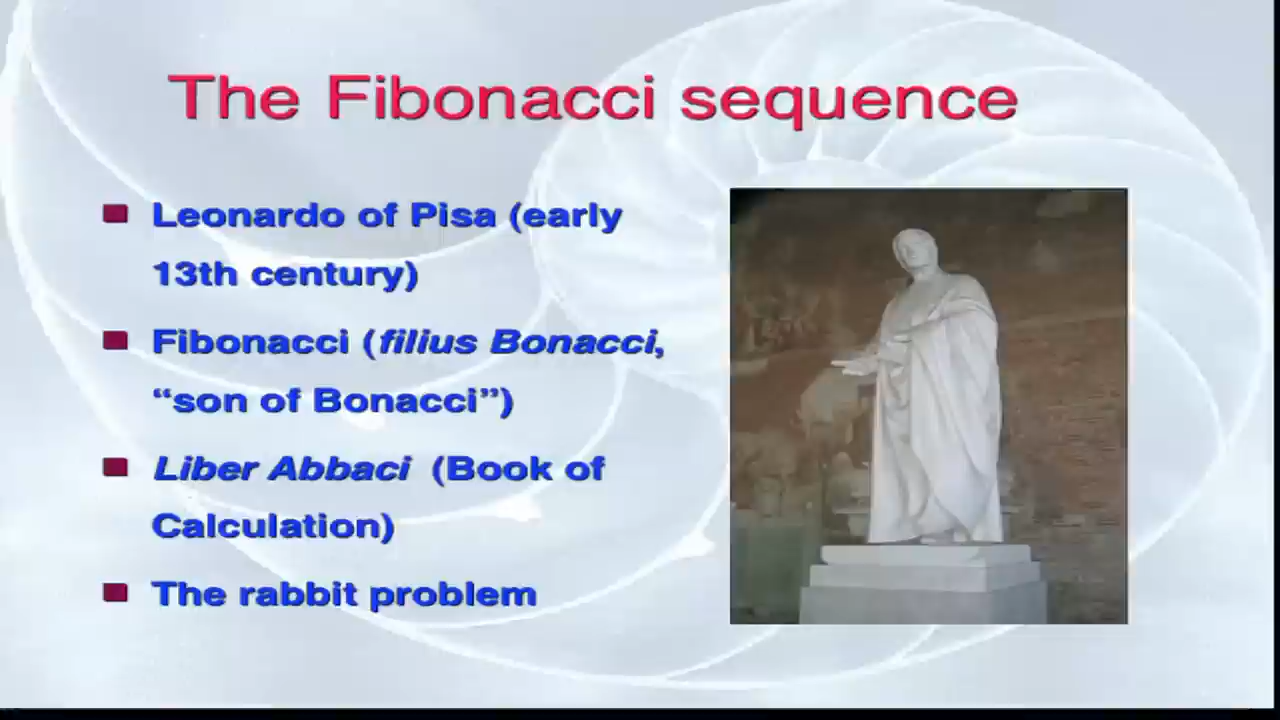 The Fibonacci sequence
Leonardo of Pisa (early
13th century)
Fibonacci (filius Bonacci,
“son of Bonacci”)
Liber Abbaci (Book of
Calculation)
The rabbit problem